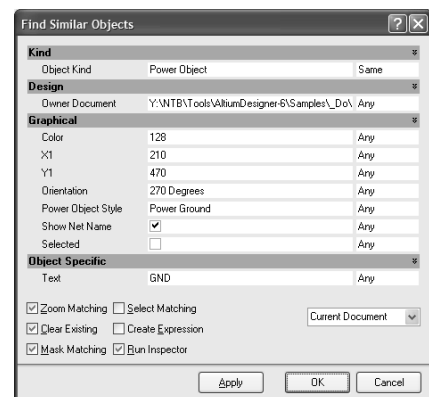 Find Similar Objects
Kind
Object Kind Power Object Same
Design
Owner Document Y:\NTB\Tools\AltiumDesigner-6\Samples\_Do\ Any
Graphical
Color 128 Any
X1 210 Any
Y1 470 Any
Orientation 270 Degrees Any
Power Object Style Power Ground Any
Show Net Name Any
Selected Any
Object Specific
Text GND Any
Zoom Matching Select Matching
Current Document
Clear Existing Create Expression
Mask Matching Run Inspector
Apply OK Cancel